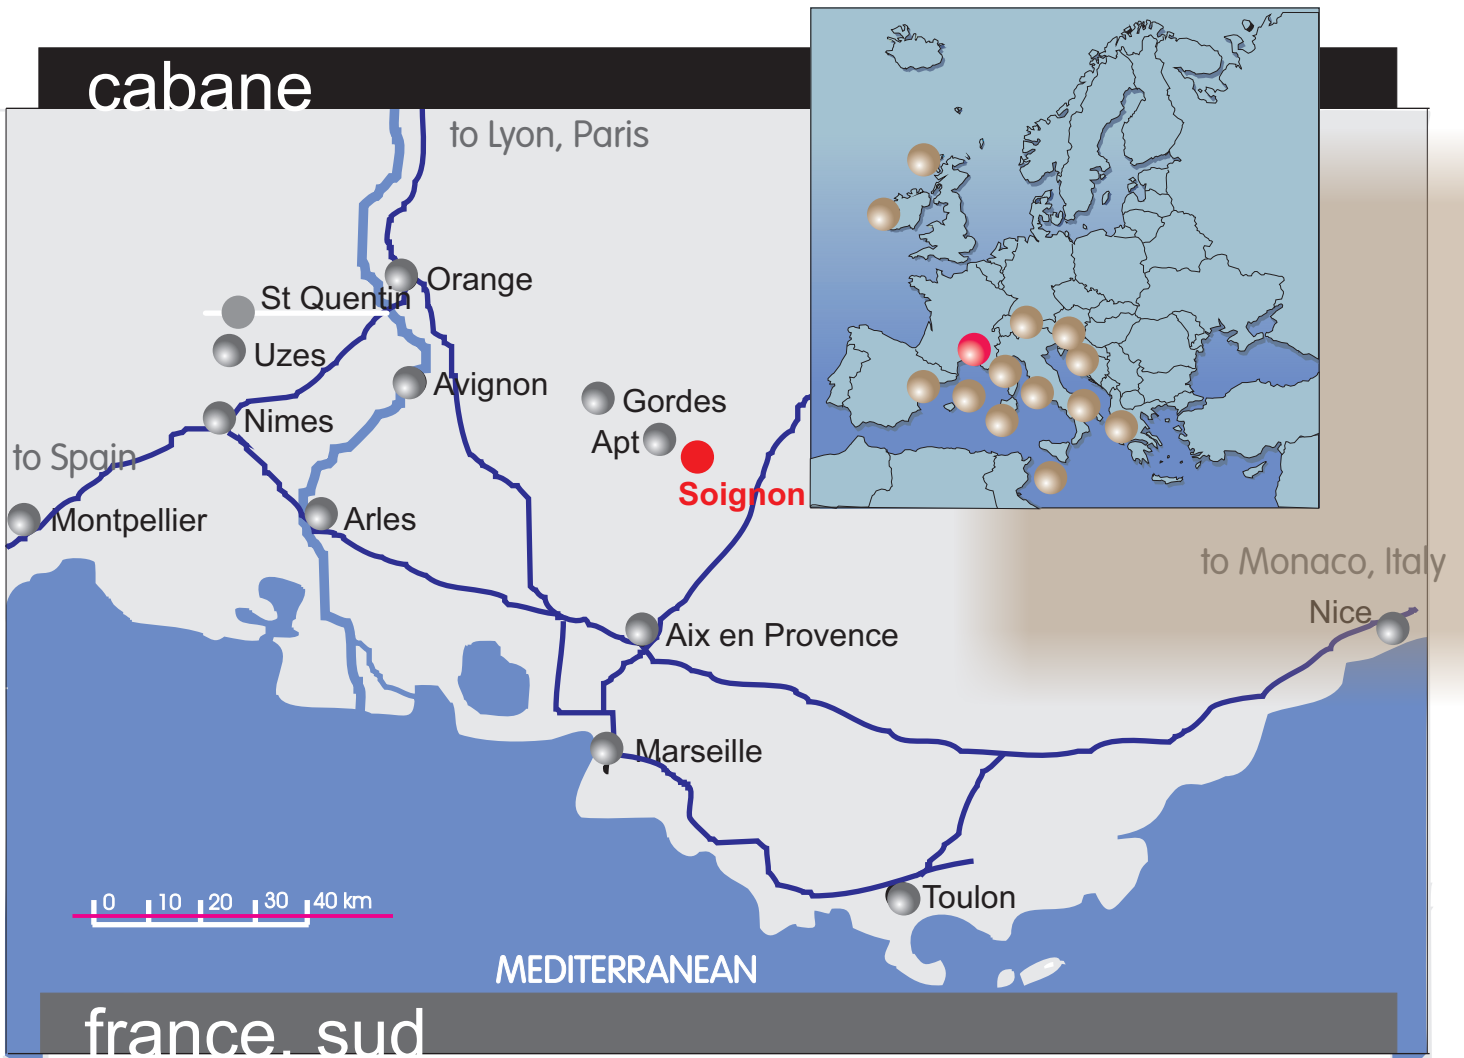 cabane
to Lyon, Paris
Orange
St Quentin
Uzes
Avignon
Gordes
Nimes
Apt
to Spain
Soignon
Montpellier
Arles
to Monaco, Italy
Nice
Aix en Provence
Marseille
Toulon
0 10 20 30 40 km
MEDITERRANEAN
france, sud